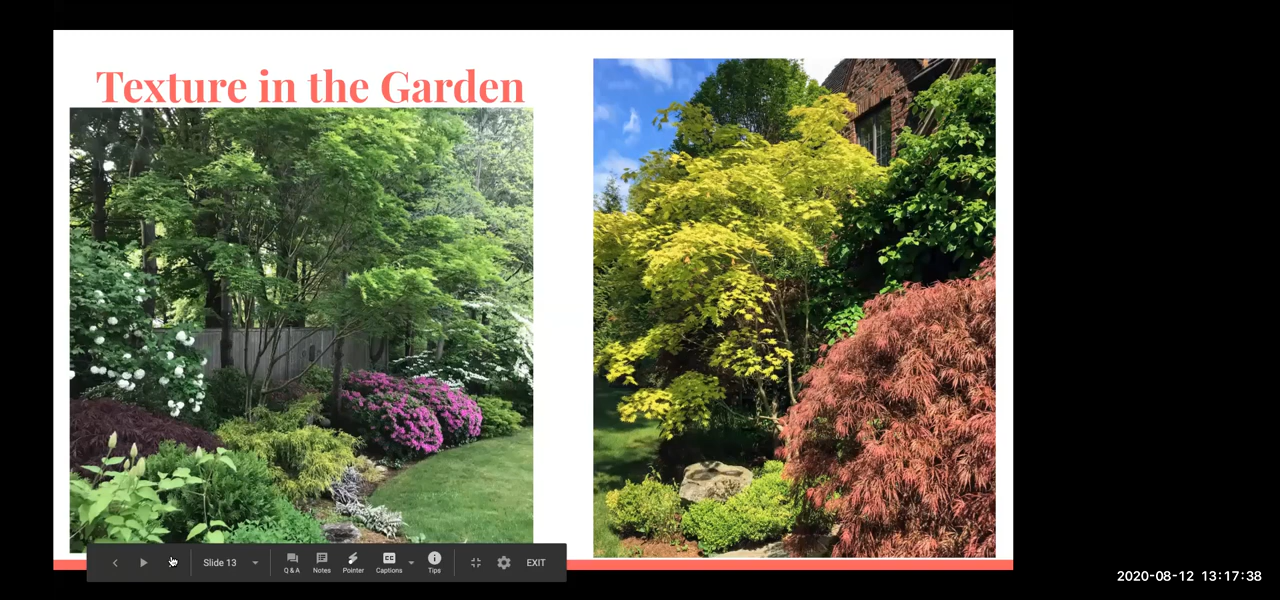 Texture in the Garden
Slide 13
Q & A
Notes
Pointer
Captions
Tips
EXIT
2020-08-12 13:17:38